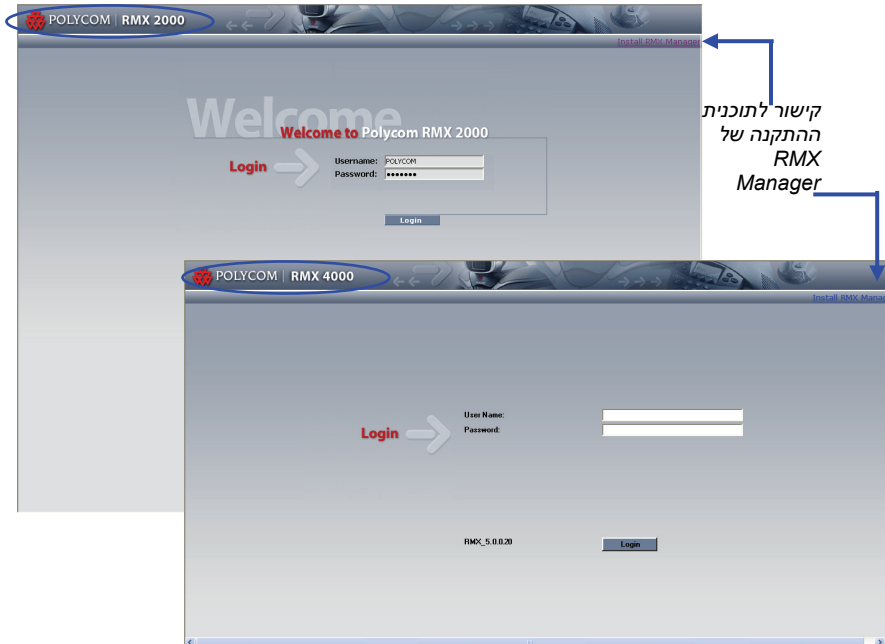 POLYCOM | RMX 2000
Install RMX Manager
Welcome
Welcome to Polycom RMX 2000
Login
Username: POLYCOM
Password: •••••••
Login
קישור לתוכנית
ההתקנה של
RMX
Manager
POLYCOM | RMX 4000
Install RMX Manag
User Name:
Login
Password:
RMX_5.0.0.20
Login